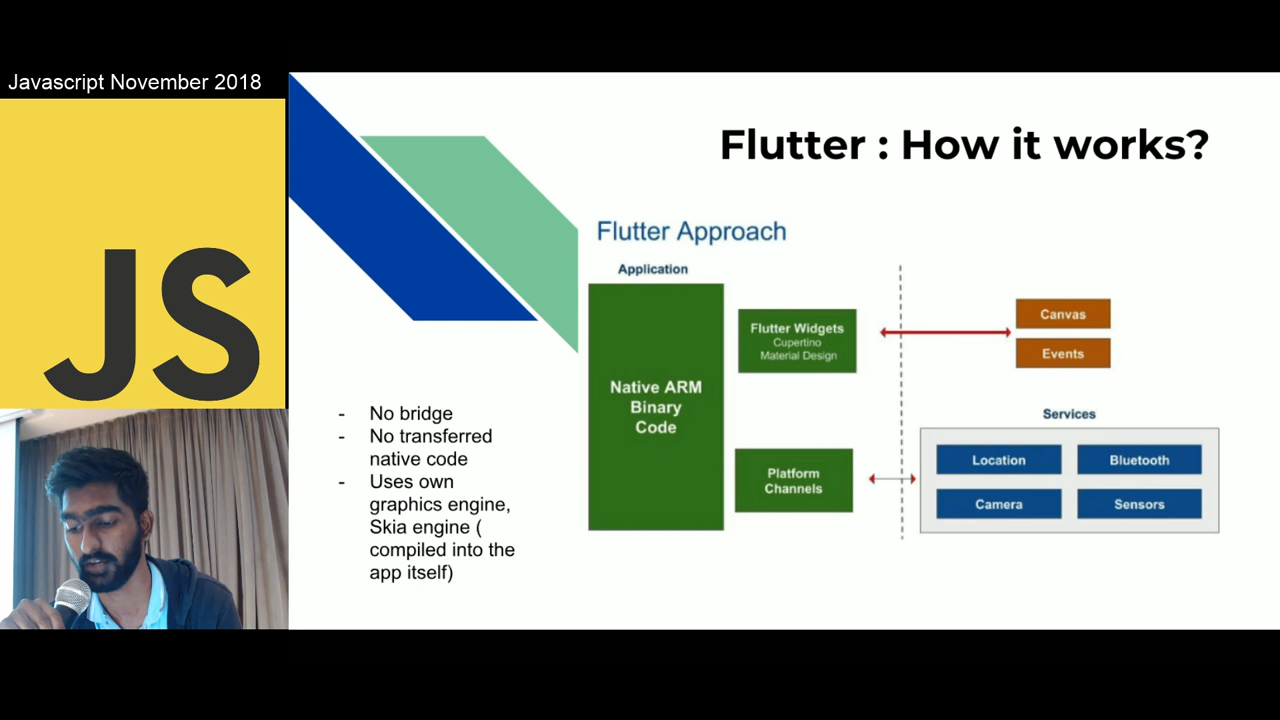 Javascript November 2018
JS
Flutter : How it works?
Flutter Approach
Application
Native ARM
Binary
Code
Flutter Widgets
Cupertino
Material Design
Platform
Channels
Canvas
Events
Services
Location
Bluetooth
Camera
Sensors
- No bridge
- No transferred
native code
- Uses own
graphics engine,
Skia engine (
compiled into the
app itself)